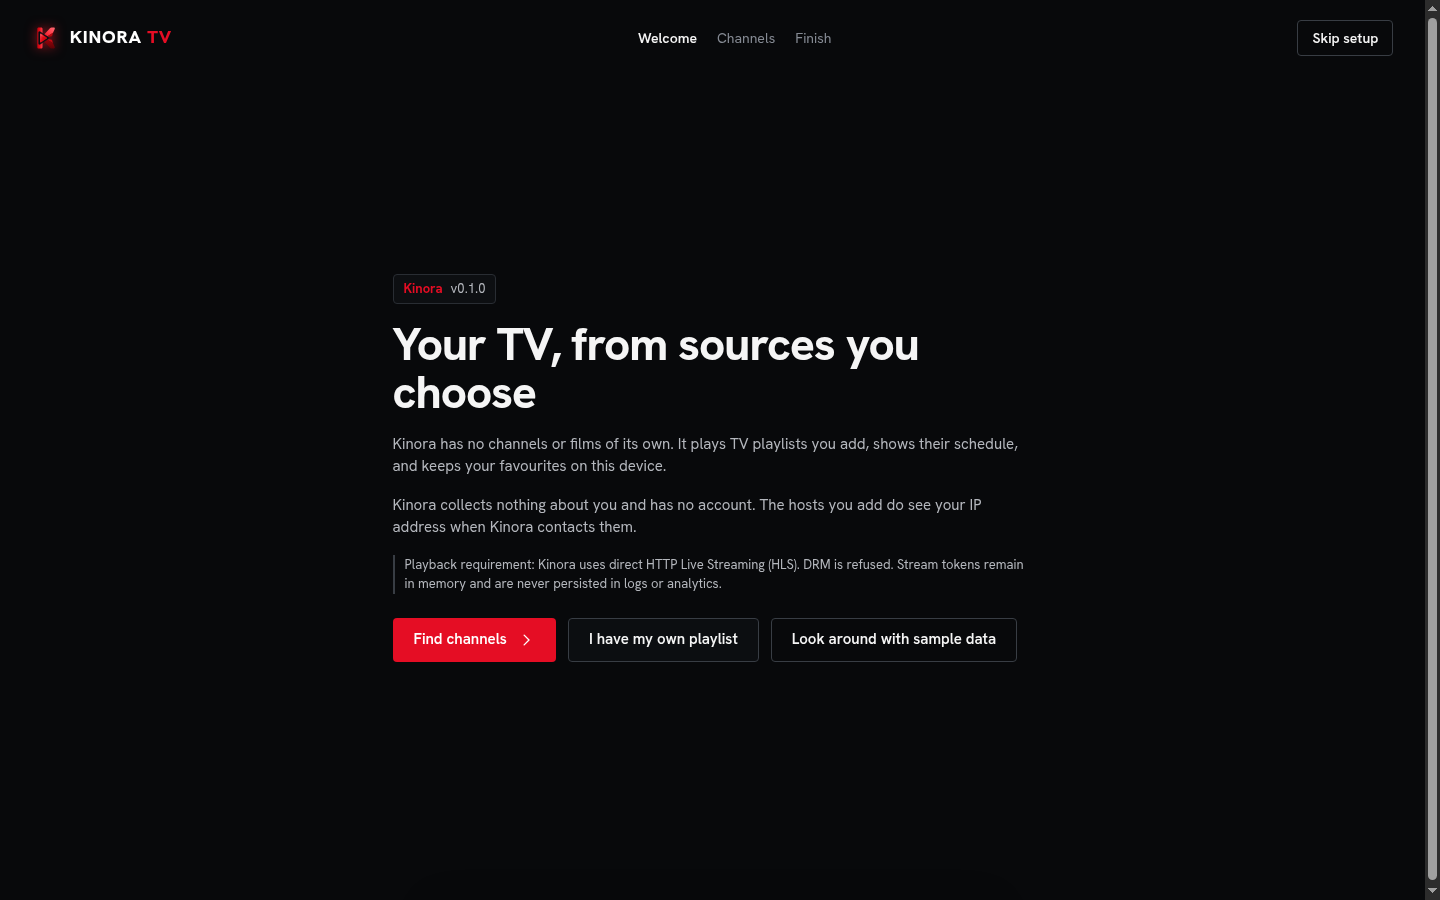 KINORA TV
Welcome
Channels
Finish
Skip setup
Kinora v0.1.0
Your TV, from sources you
choose
Kinora has no channels or films of its own. It plays TV playlists you add, shows their schedule,
and keeps your favourites on this device.
Kinora collects nothing about you and has no account. The hosts you add do see your IP
address when Kinora contacts them.
Playback requirement: Kinora uses direct HTTP Live Streaming (HLS). DRM is refused. Stream tokens remain
in memory and are never persisted in logs or analytics.
Find channels
I have my own playlist
Look around with sample data